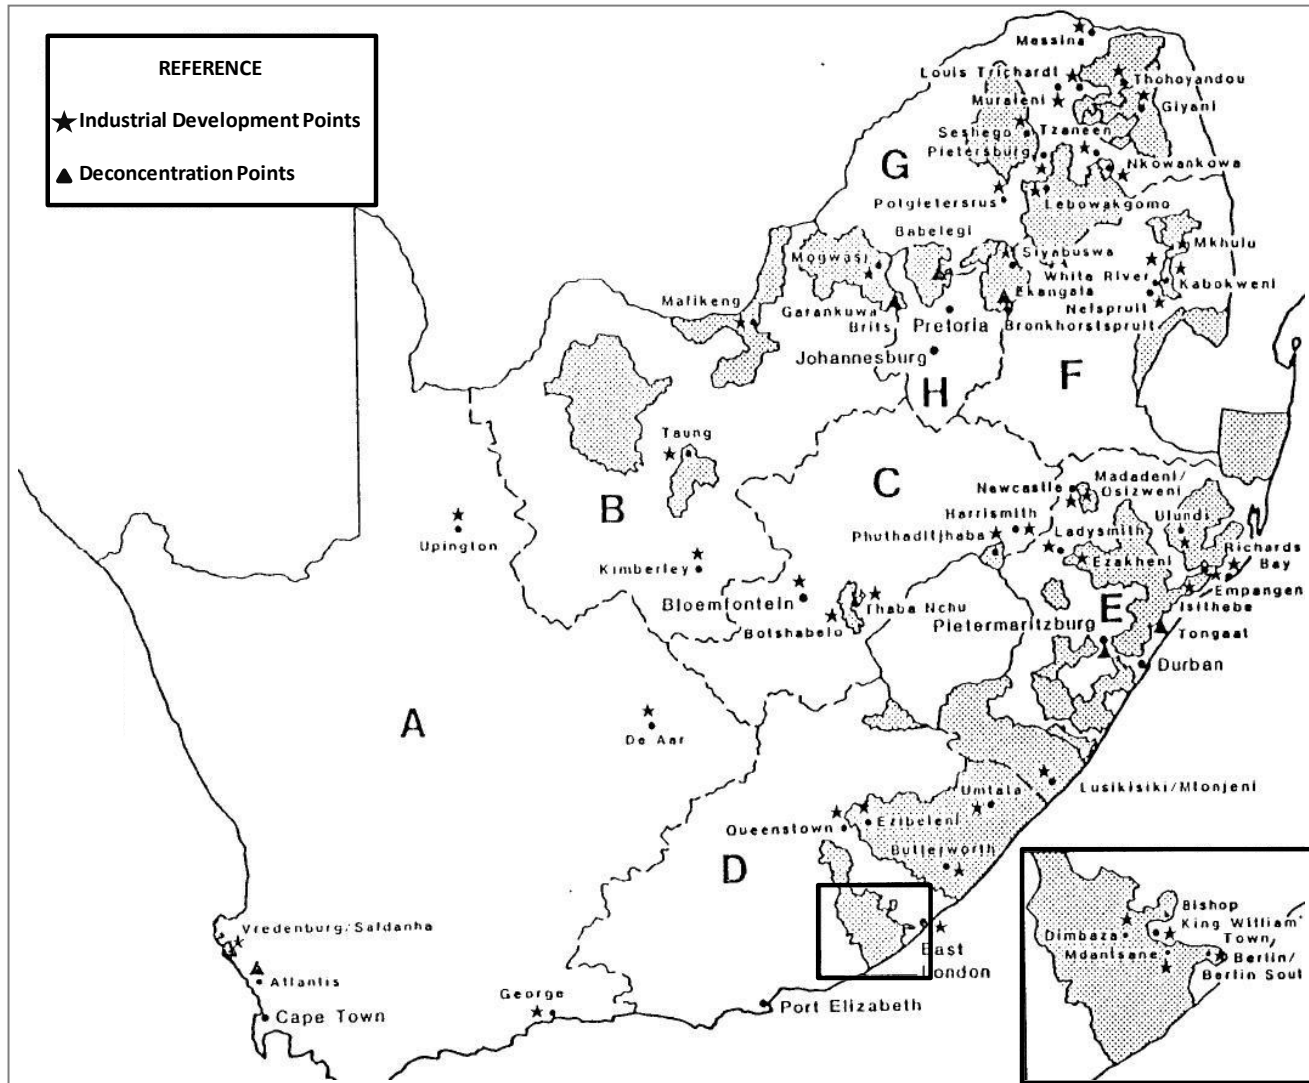 REFERENCE
Industrial Development Points
Deconcentration Points
Messina
Louis Trichardt
Thohoyandou
Muraleni
Giyani
Seshego
Tzaneen
Pietersburg
Nkowankowa
G
Potgietersrus
Lebowakgomo
Babelegi
Mkhulu
Mogwasi
Siyabuswa
White River
Kabokweni
Mafikeng
Garankuwa
Ekangala
Nelspruit
Brits
Pretoria
Bronkhorstspruit
Johannesburg
F
H
Taung
C
Newcastle
Madadeni/
Osizweni
B
Harrismith
Ulundi
Upington
Phuthaditjhaba
Ladysmith
Richards
Bay
Kimberley
Ezakheni
Empangen
Bloemfontein
Thaba Nchu
E
Isithebe
Botshabelo
Pietermaritzburg
Tongaat
Durban
A
De Aar
Umtata
Lusikisiki/Mlonjeni
Queenstown
Ezibeleni
Butterworth
D
Bishop
King William'
Town/
Dimbaza
Mdantsane
Berlin/
Berlin Sout
Vredenburg/Saldanha
East
London
Atlantis
George
Port Elizabeth
Cape Town